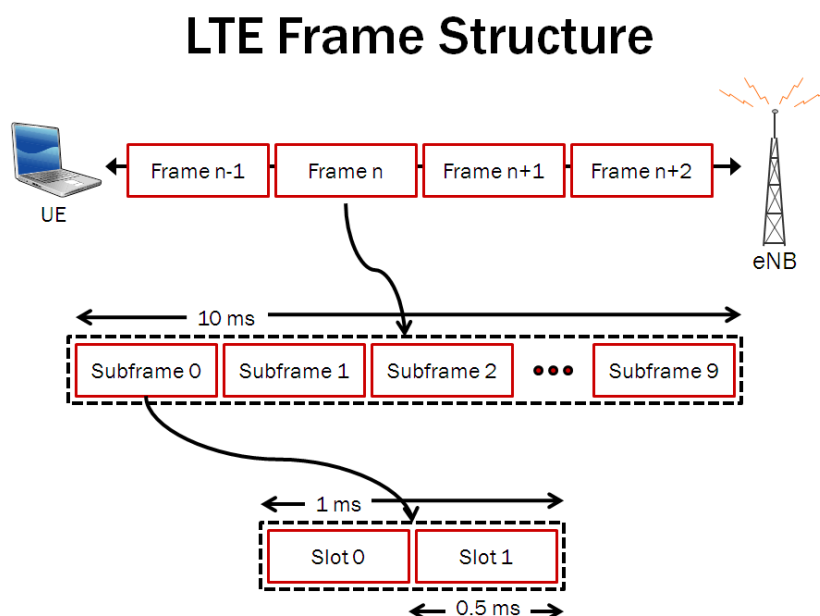 LTE Frame Structure
Frame n-1
Frame n
Frame n+1
Frame n+2
UE
eNB
10 ms
Subframe 0
Subframe 1
Subframe 2
Subframe 9
1 ms
Slot 0
Slot 1
0.5 ms